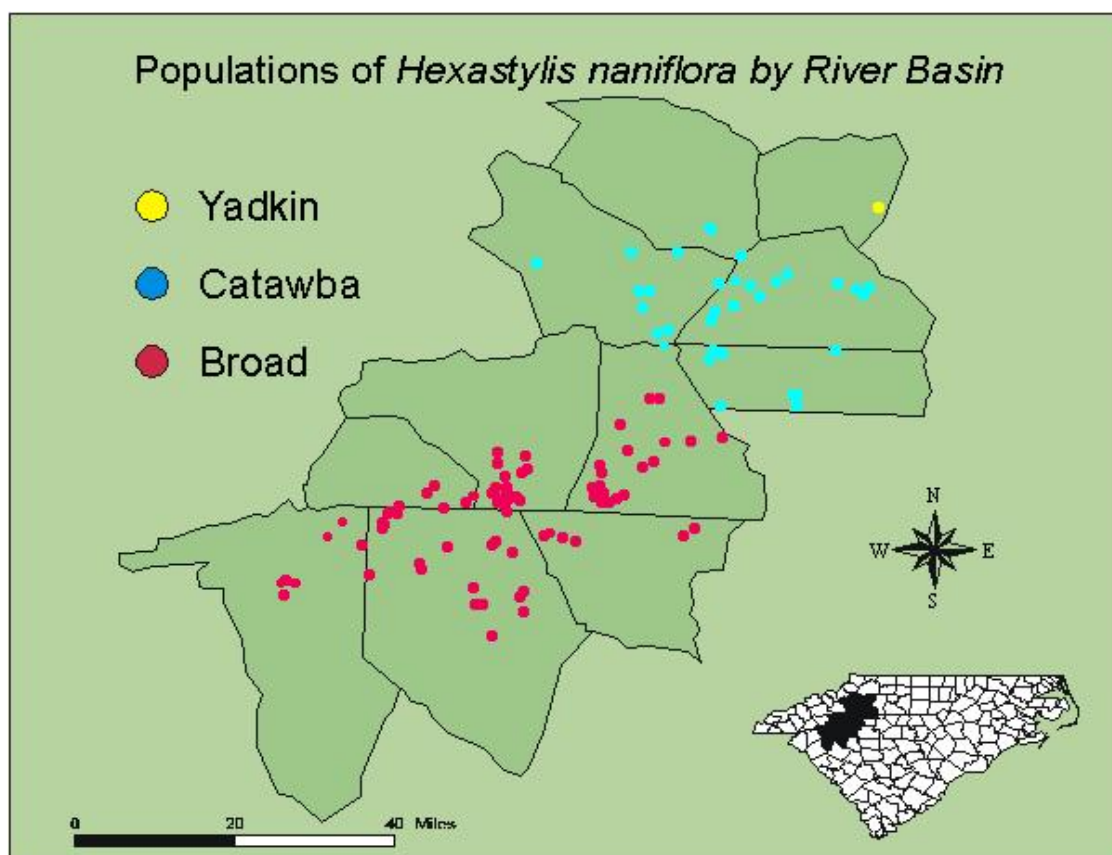 Populations of Hexastylis naniflora by River Basin
Yadkin
Catawba
Broad
N
W E
S
0 20 40 Miles